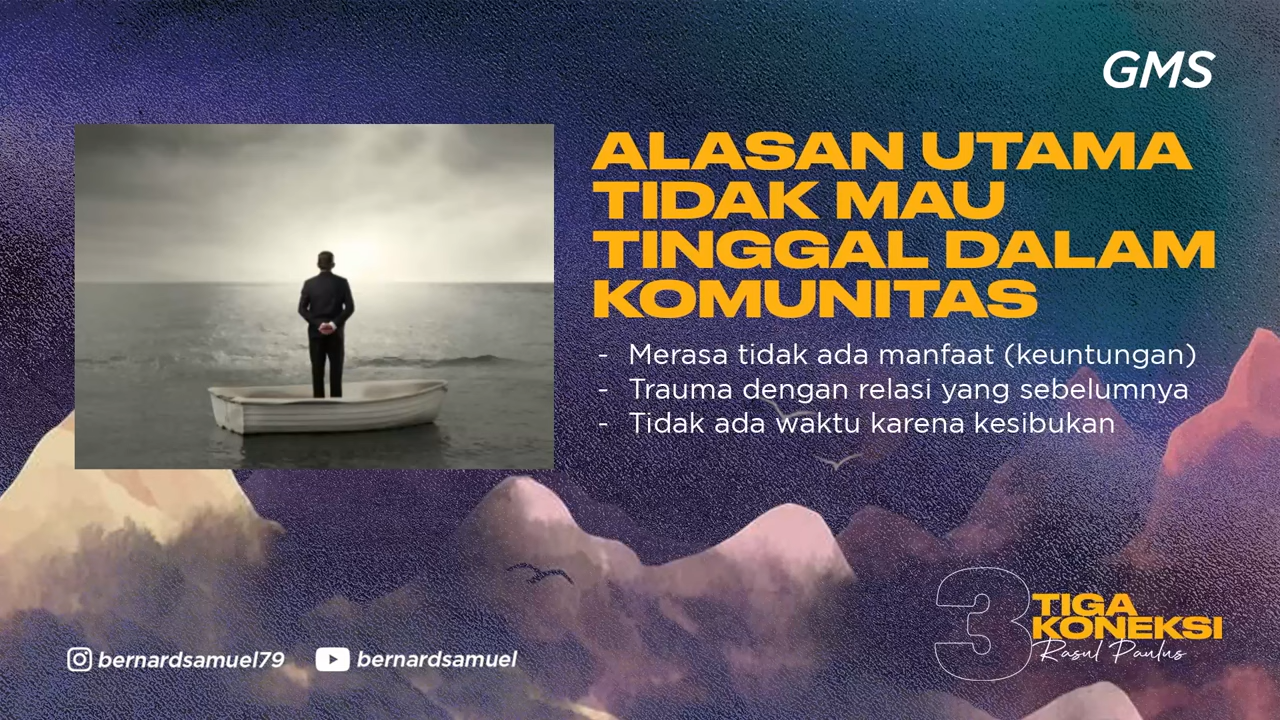 GMS
ALASAN UTAMA
TIDAK MAU
TINGGAL DALAM
KOMUNITAS
- Merasa tidak ada manfaat (keuntungan)
- Trauma dengan relasi yang sebelumnya
- Tidak ada waktu karena kesibukan
3 TIGA
KONEKSI
Rasul Paulus
bernardsamuel79 bernardsamuel